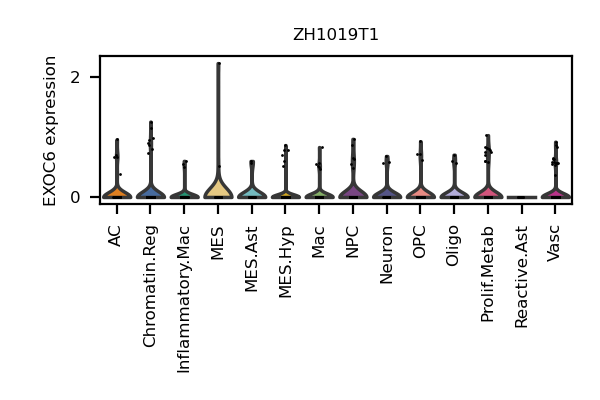 ZH1019T1
EXOC6 expression
2
0
AC
Chromatin.Reg
Inflammatory.Mac
MES
MES.Ast
MES.Hyp
Mac
NPC
Neuron
OPC
Oligo
Prolif.Metab
Reactive.Ast
Vasc